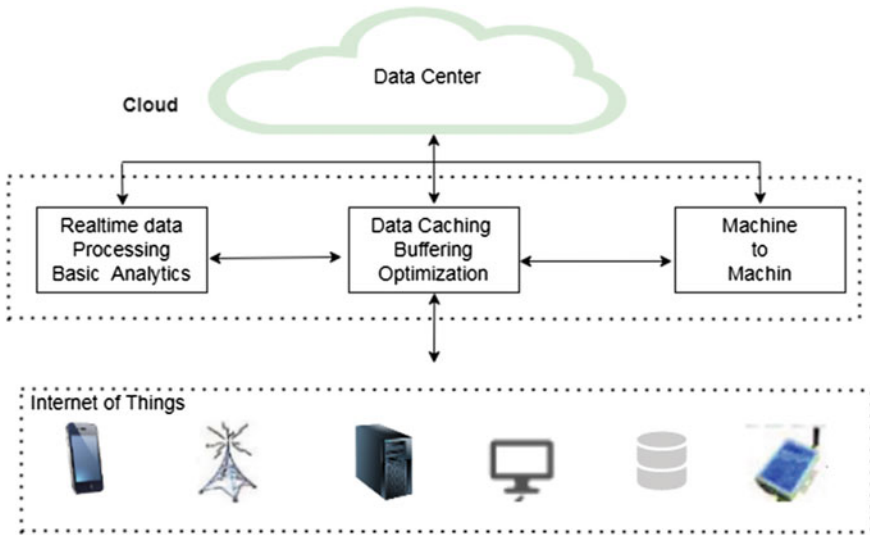 Data Center
Cloud
Realtime data
Processing
Basic Analytics
Data Caching
Buffering
Optimization
Machine
to
Machin
Internet of Things